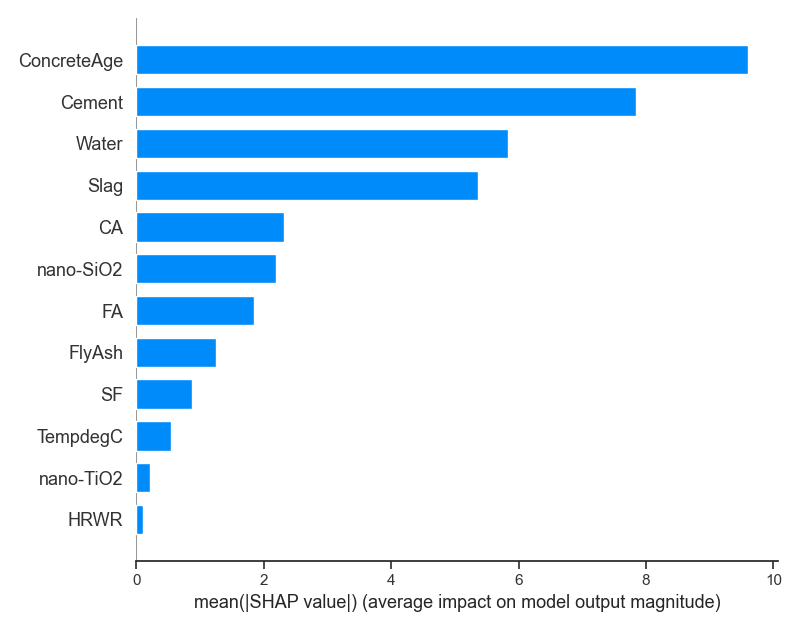 ConcreteAge
Cement
Water
Slag
CA
nano-SiO2
FA
FlyAsh
SF
TempdegC
nano-TiO2
HRWR
0 2 4 6 8 10
mean(|SHAP value|) (average impact on model output magnitude)